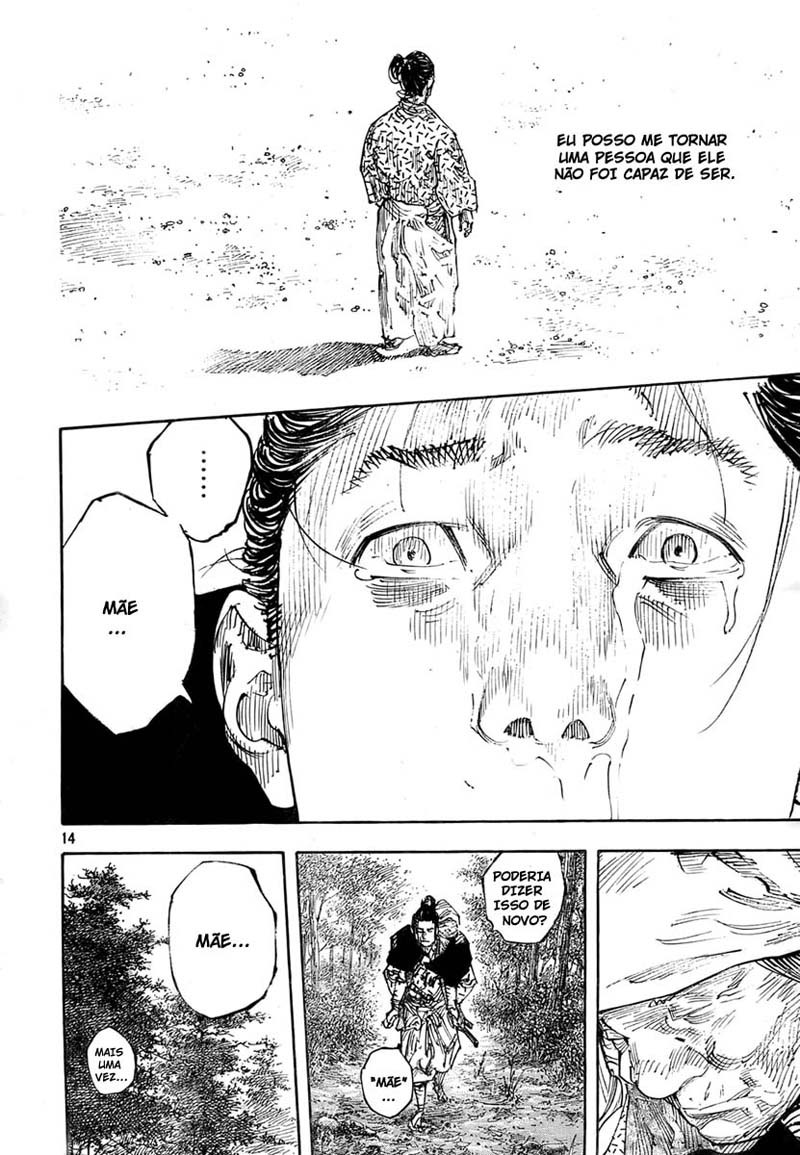 EU POSSO ME TORNAR
UMA PESSOA QUE ELE
NÃO FOI CAPAZ DE SER.
......
MÃE
...
14
PODERIA
DIZER
ISSO DE
NOVO?
"MÃE"
...
MÃE...
MAIS
UMA
VEZ...